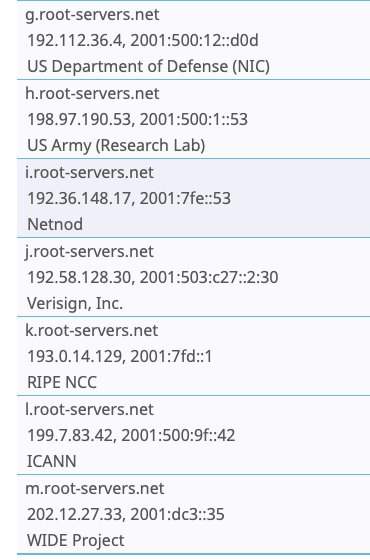 g.root-servers.net
192.112.36.4, 2001:500:12::d0d
US Department of Defense (NIC)
h.root-servers.net
198.97.190.53, 2001:500:1::53
US Army (Research Lab)
i.root-servers.net
192.36.148.17, 2001:7fe::53
Netnod
j.root-servers.net
192.58.128.30, 2001:503:c27::2:30
Verisign, Inc.
k.root-servers.net
193.0.14.129, 2001:7fd::1
RIPE NCC
l.root-servers.net
199.7.83.42, 2001:500:9f::42
ICANN
m.root-servers.net
202.12.27.33, 2001:dc3::35
WIDE Project